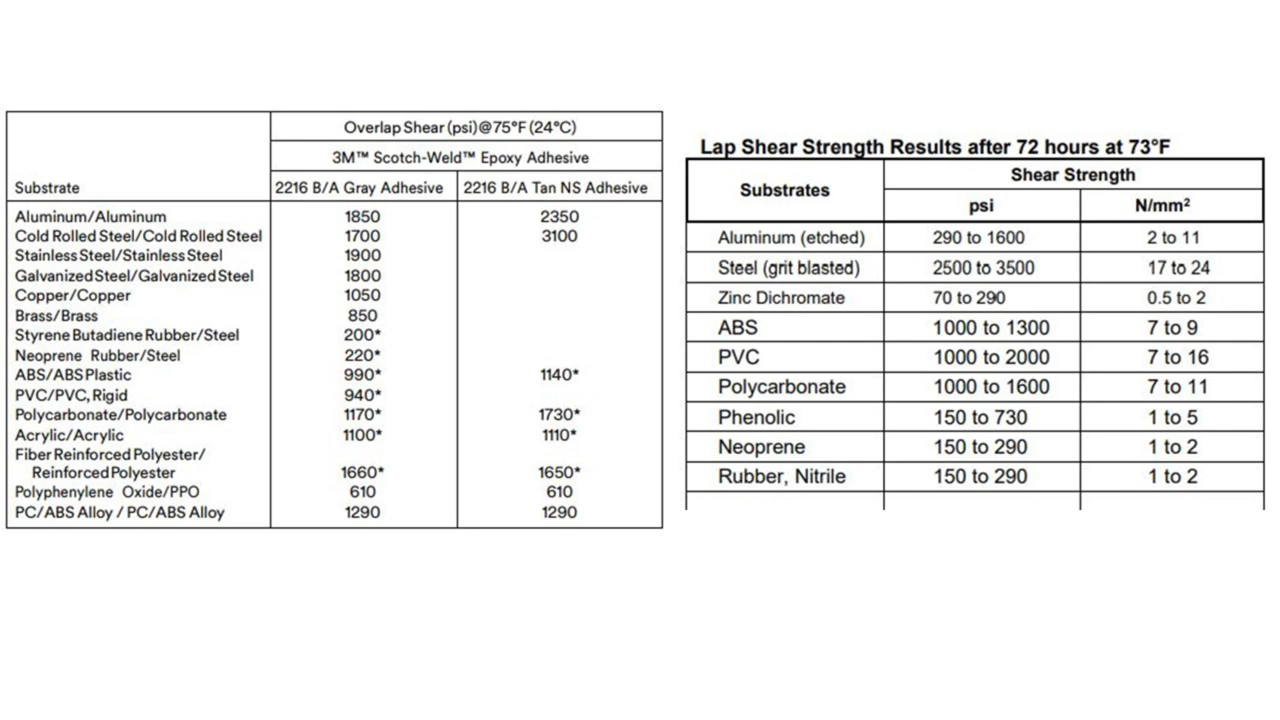 Overlap Shear (psi)@75°F (24°C)
3M™ Scotch-Weld™ Epoxy Adhesive
Substrate 2216 B/A Gray Adhesive 2216 B/A Tan NS Adhesive
Aluminum/Aluminum 1850 2350
Cold Rolled Steel/Cold Rolled Steel 1700 3100
Stainless Steel/Stainless Steel 1900
Galvanized Steel/Galvanized Steel 1800
Copper/Copper 1050
Brass/Brass 850
Styrene Butadiene Rubber/Steel 200*
Neoprene Rubber/Steel 220*
ABS/ABS Plastic 990* 1140*
PVC/PVC, Rigid 940*
Polycarbonate/Polycarbonate 1170* 1730*
Acrylic/Acrylic 1100* 1110*
Fiber Reinforced Polyester/
Reinforced Polyester 1660* 1650*
Polyphenylene Oxide/PPO 610 610
PC/ABS Alloy / PC/ABS Alloy 1290 1290
Lap Shear Strength Results after 72 hours at 73°F
Substrates Shear Strength
psi N/mm²
Aluminum (etched) 290 to 1600 2 to 11
Steel (grit blasted) 2500 to 3500 17 to 24
Zinc Dichromate 70 to 290 0.5 to 2
ABS 1000 to 1300 7 to 9
PVC 1000 to 2000 7 to 16
Polycarbonate 1000 to 1600 7 to 11
Phenolic 150 to 730 1 to 5
Neoprene 150 to 290 1 to 2
Rubber, Nitrile 150 to 290 1 to 2